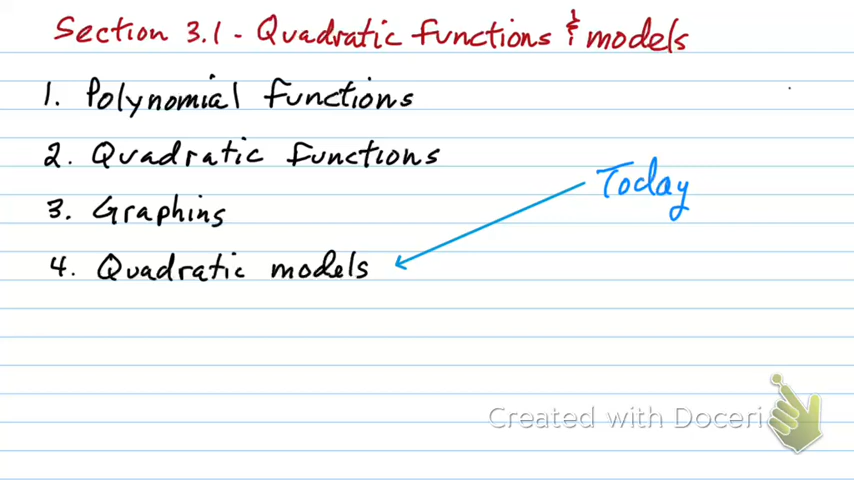 Section 3.1 - Quadratic Functions & models
1. Polynomial Functions
2. Quadratic Functions
Today
3. Graphing
4. Quadratic models
Created with Doceri